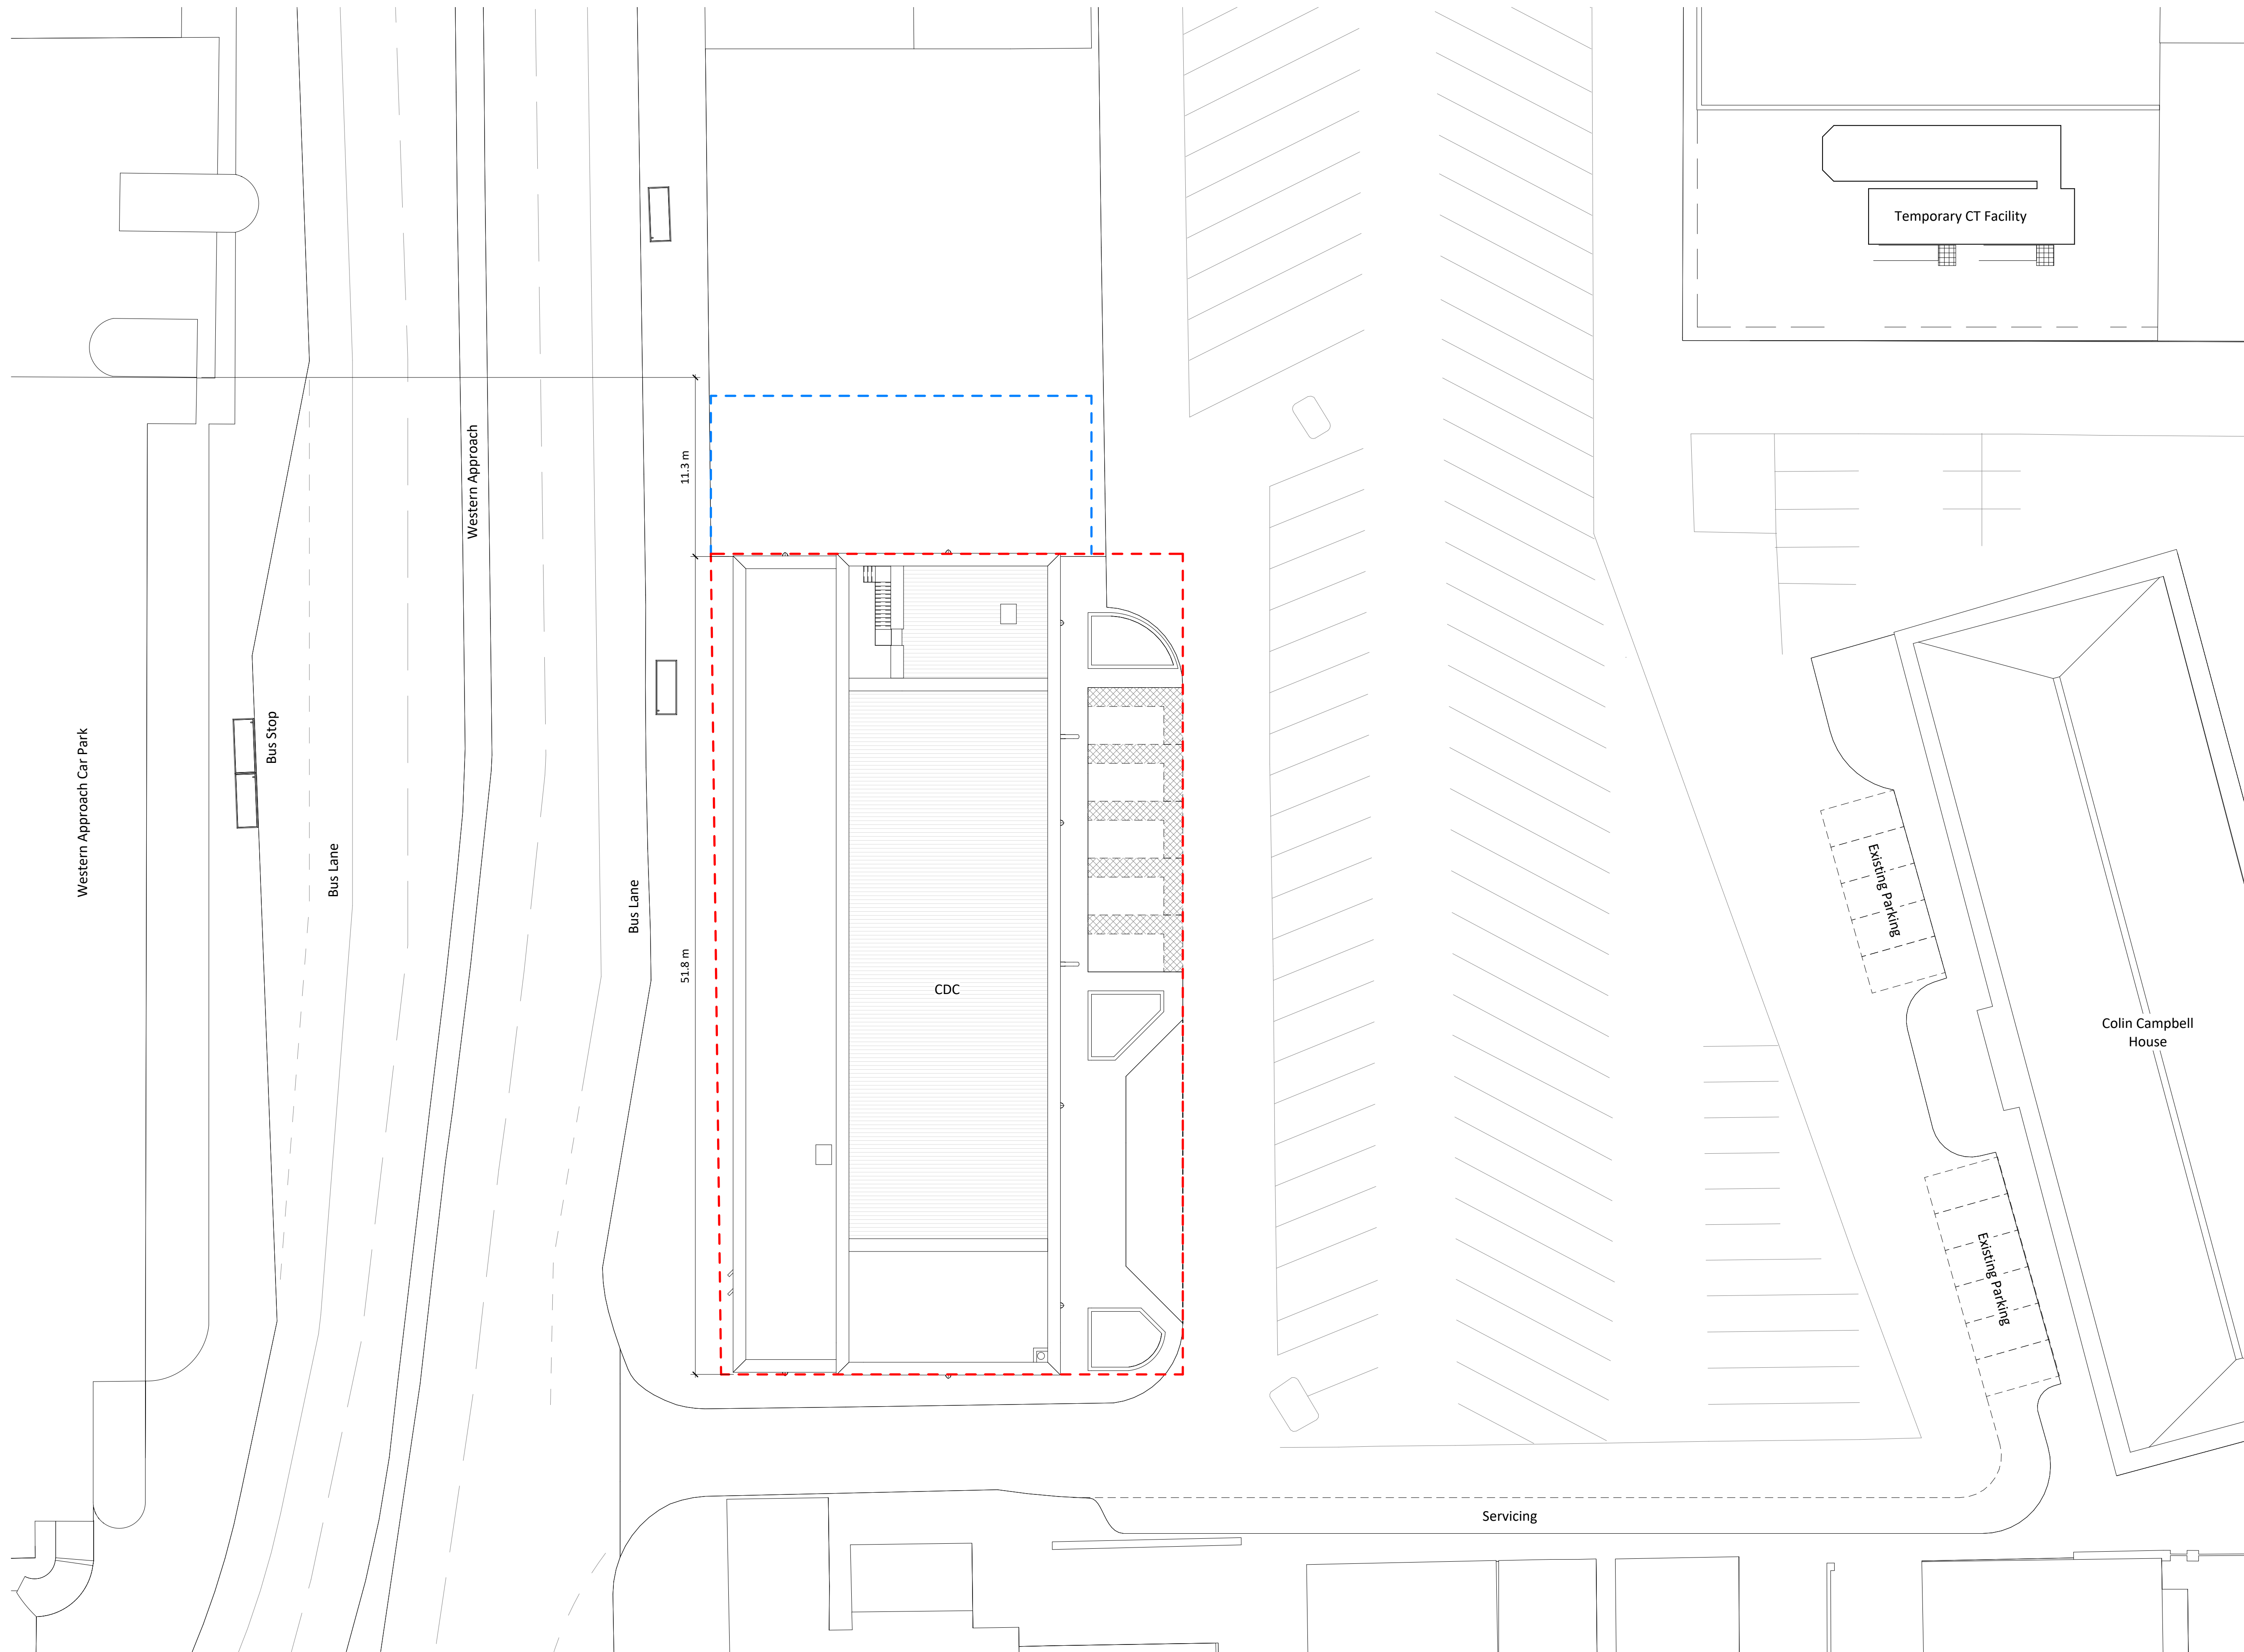 Temporary CT Facility
Western Approach
11.3 m
Western Approach Car Park
Bus Stop
Bus Lane
Bus Lane
51.8 m
CDC
Existing Parking
Colin Campbell
House
Existing Parking
Servicing